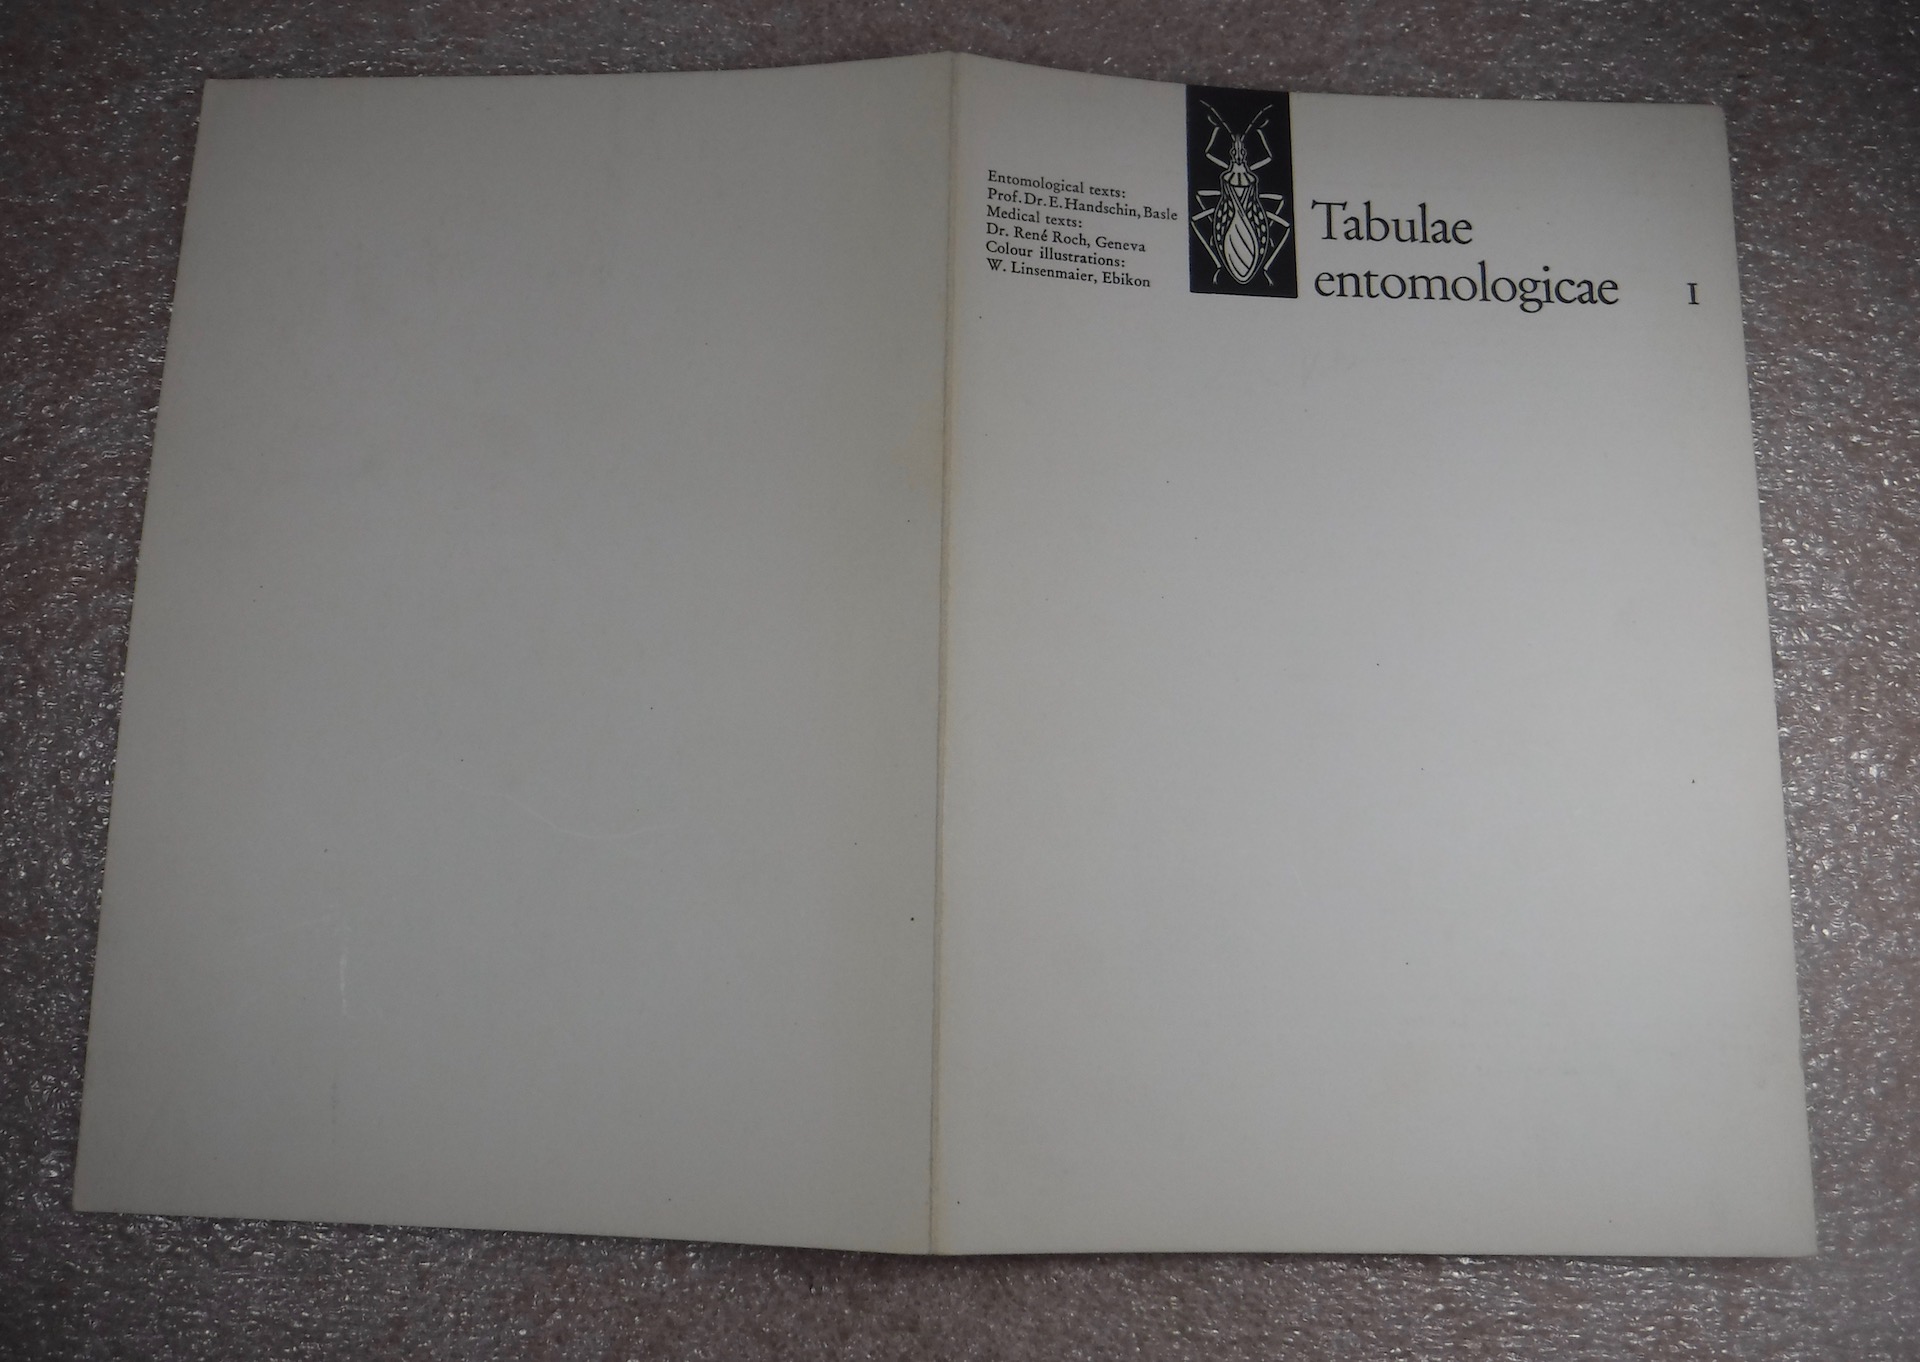 Entomological texts:
Prof. Dr. E. Handschin, Basle
Medical texts:
Dr. René Roch, Geneva
Colour illustrations:
W. Linsenmaier, Ebikon
Tabulae
entomologicae I